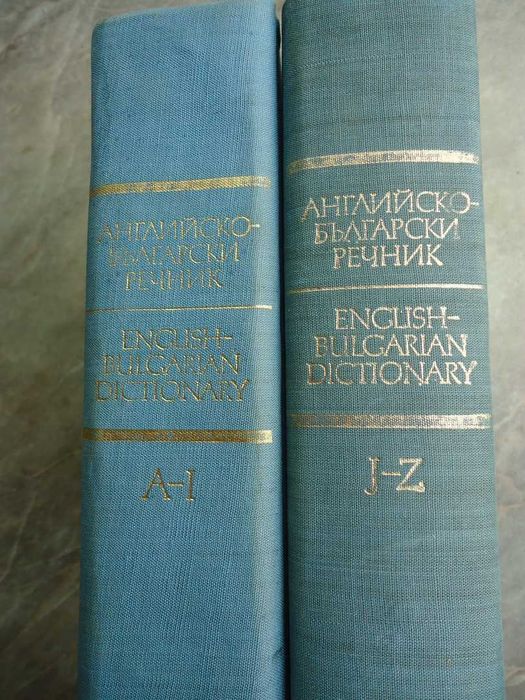 АНГЛИЙСКО-
БЪЛГАРСКИ
РЕЧНИК
ENGLISH-
BULGARIAN
DICTIONARY
A-I
АНГЛИЙСКО-
БЪЛГАРСКИ
РЕЧНИК
ENGLISH-
BULGARIAN
DICTIONARY
J-Z